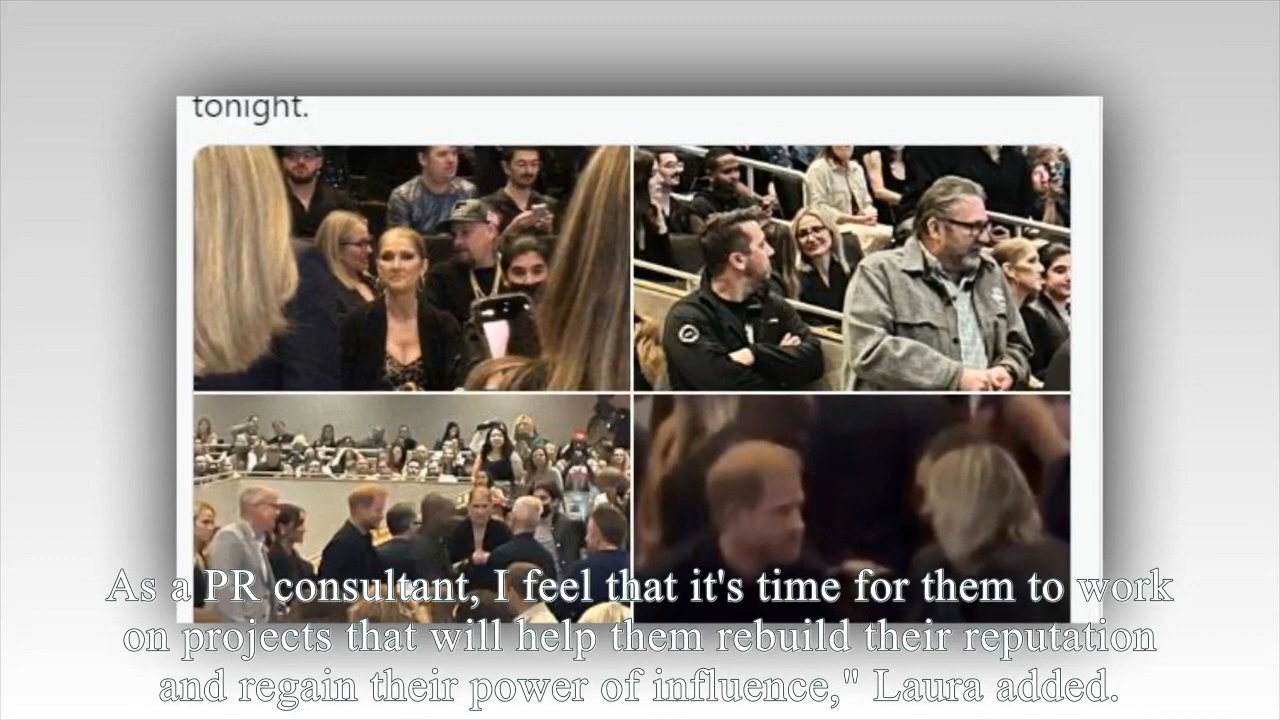 tonight.
As a PR consultant, I feel that it's time for them to work
on projects that will help them rebuild their reputation
and regain their power of influence," Laura added.